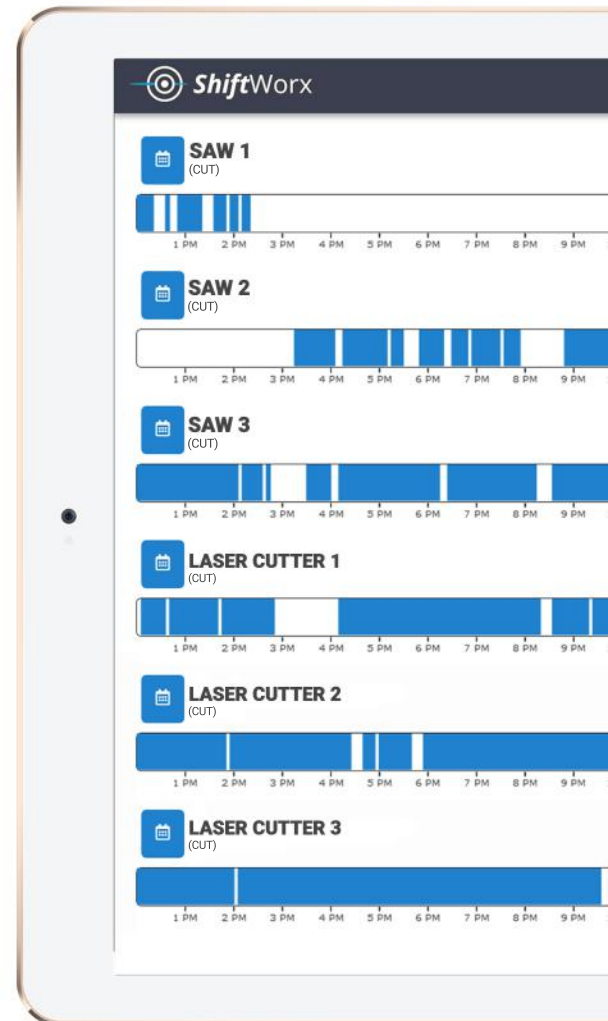 ShiftWorx
SAW 1
(CUT)
1 PM 2 PM 3 PM 4 PM 5 PM 6 PM 7 PM 8 PM 9 PM
SAW 2
(CUT)
1 PM 2 PM 3 PM 4 PM 5 PM 6 PM 7 PM 8 PM 9 PM
SAW 3
(CUT)
1 PM 2 PM 3 PM 4 PM 5 PM 6 PM 7 PM 8 PM 9 PM
LASER CUTTER 1
(CUT)
1 PM 2 PM 3 PM 4 PM 5 PM 6 PM 7 PM 8 PM 9 PM
LASER CUTTER 2
(CUT)
1 PM 2 PM 3 PM 4 PM 5 PM 6 PM 7 PM 8 PM 9 PM
LASER CUTTER 3
(CUT)
1 PM 2 PM 3 PM 4 PM 5 PM 6 PM 7 PM 8 PM 9 PM